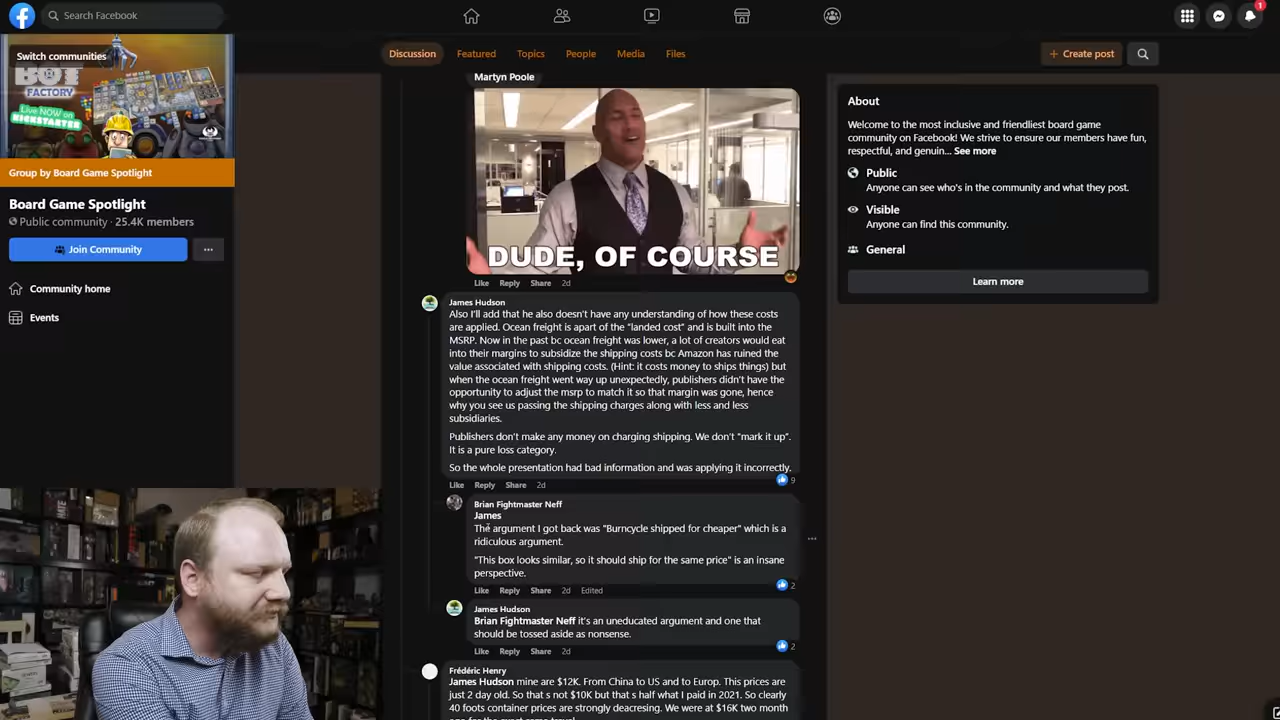 Search Facebook
1
Switch communities
BOT
FACTORY
Live NOW on
KICKSTARTER
Group by Board Game Spotlight
Board Game Spotlight
Public community · 25.4K members
Join Community
Community home
Events
Discussion
Featured
Topics
People
Media
Files
+ Create post
Martyn Poole
DUDE, OF COURSE
Like Reply Share 2d
James Hudson
Also I'll add that he also doesn't have any understanding of how these costs
are applied. Ocean freight is apart of the "landed cost" and is built into the
MSRP. Now in the past bc ocean freight was lower, a lot of creators would eat
into their margins to subsidize the shipping costs bc Amazon has ruined the
value associated with shipping costs. (Hint: it costs money to ships things) but
when the ocean freight went way up unexpectedly, publishers didn't have the
opportunity to adjust the msrp to match it so that margin was gone, hence
why you see us passing the shipping charges along with less and less
subsidiaries.
Publishers don't make any money on charging shipping. We don't "mark it up".
It is a pure loss category.
So the whole presentation had bad information and was applying it incorrectly.
9
Like Reply Share 2d
Brian Fightmaster Neff
James
The argument I got back was "Burncycle shipped for cheaper" which is a
ridiculous argument.
"This box looks similar, so it should ship for the same price" is an insane
perspective.
2
Like Reply Share 2d Edited
James Hudson
Brian Fightmaster Neff it's an uneducated argument and one that
should be tossed aside as nonsense.
2
Like Reply Share 2d
Frédéric Henry
James Hudson mine are $12K. From China to US and to Europ. This prices are
just 2 day old. So that s not $10K but that s half what I paid in 2021. So clearly
40 foots container prices are strongly deacresing. We were at $16K two month
About
Welcome to the most inclusive and friendliest board game
community on Facebook! We strive to ensure our members have fun,
respectful, and genuin... See more
Public
Anyone can see who's in the community and what they post.
Visible
Anyone can find this community.
General
Learn more